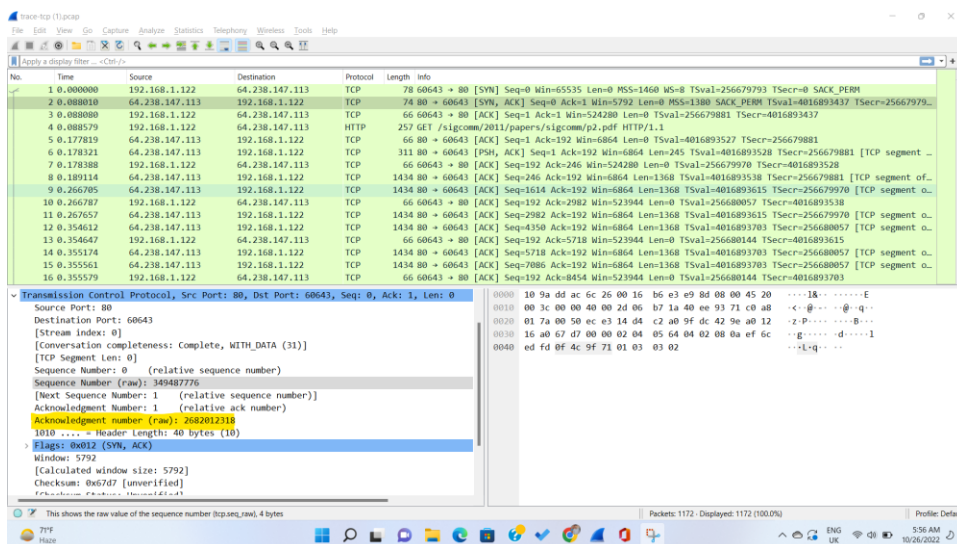 trace-tcp (1).pcap
File Edit View Go Capture Analyze Statistics Telephony Wireless Tools Help
Apply a display filter ... <Ctrl-/>
No. Time Source Destination Protocol Length Info
1 0.000000 192.168.1.122 64.238.147.113 TCP 78 60643 → 80 [SYN] Seq=0 Win=65535 Len=0 MSS=1460 WS=8 TSval=256679793 TSecr=0 SACK_PERM
2 0.088010 64.238.147.113 192.168.1.122 TCP 74 80 → 60643 [SYN, ACK] Seq=0 Ack=1 Win=5792 Len=0 MSS=1380 SACK_PERM TSval=4016893437 TSecr=25667979…
3 0.088080 192.168.1.122 64.238.147.113 TCP 66 60643 → 80 [ACK] Seq=1 Ack=1 Win=524280 Len=0 TSval=256679881 TSecr=4016893437
4 0.088579 192.168.1.122 64.238.147.113 HTTP 257 GET /sigcomm/2011/papers/sigcomm/p2.pdf HTTP/1.1
5 0.177819 64.238.147.113 192.168.1.122 TCP 66 80 → 60643 [ACK] Seq=1 Ack=192 Win=6864 Len=0 TSval=4016893527 TSecr=256679881
6 0.178321 64.238.147.113 192.168.1.122 TCP 311 80 → 60643 [PSH, ACK] Seq=1 Ack=192 Win=6864 Len=245 TSval=4016893528 TSecr=256679881 [TCP segment …
7 0.178388 192.168.1.122 64.238.147.113 TCP 66 60643 → 80 [ACK] Seq=192 Ack=246 Win=524280 Len=0 TSval=256679970 TSecr=4016893528
8 0.189114 64.238.147.113 192.168.1.122 TCP 1434 80 → 60643 [ACK] Seq=246 Ack=192 Win=6864 Len=1368 TSval=4016893538 TSecr=256679881 [TCP segment of…
9 0.266705 64.238.147.113 192.168.1.122 TCP 1434 80 → 60643 [ACK] Seq=1614 Ack=192 Win=6864 Len=1368 TSval=4016893615 TSecr=256679970 [TCP segment o…
10 0.266787 192.168.1.122 64.238.147.113 TCP 66 60643 → 80 [ACK] Seq=192 Ack=2982 Win=523944 Len=0 TSval=256680057 TSecr=4016893538
11 0.267657 64.238.147.113 192.168.1.122 TCP 1434 80 → 60643 [ACK] Seq=2982 Ack=192 Win=6864 Len=1368 TSval=4016893615 TSecr=256679970 [TCP segment o…
12 0.354612 64.238.147.113 192.168.1.122 TCP 1434 80 → 60643 [ACK] Seq=4350 Ack=192 Win=6864 Len=1368 TSval=4016893703 TSecr=256680057 [TCP segment o…
13 0.354647 192.168.1.122 64.238.147.113 TCP 66 60643 → 80 [ACK] Seq=192 Ack=5718 Win=523944 Len=0 TSval=256680144 TSecr=4016893615
14 0.355174 64.238.147.113 192.168.1.122 TCP 1434 80 → 60643 [ACK] Seq=5718 Ack=192 Win=6864 Len=1368 TSval=4016893703 TSecr=256680057 [TCP segment o…
15 0.355561 64.238.147.113 192.168.1.122 TCP 1434 80 → 60643 [ACK] Seq=7086 Ack=192 Win=6864 Len=1368 TSval=4016893703 TSecr=256680057 [TCP segment o…
16 0.355579 192.168.1.122 64.238.147.113 TCP 66 60643 → 80 [ACK] Seq=192 Ack=8454 Win=523944 Len=0 TSval=256680144 TSecr=4016893703
Transmission Control Protocol, Src Port: 80, Dst Port: 60643, Seq: 0, Ack: 1, Len: 0
Source Port: 80
Destination Port: 60643
[Stream index: 0]
[Conversation completeness: Complete, WITH_DATA (31)]
[TCP Segment Len: 0]
Sequence Number: 0 (relative sequence number)
Sequence Number (raw): 349487776
[Next Sequence Number: 1 (relative sequence number)]
Acknowledgment Number: 1 (relative ack number)
Acknowledgment number (raw): 2682012318
1010 .... = Header Length: 40 bytes (10)
Flags: 0x012 (SYN, ACK)
Window: 5792
[Calculated window size: 5792]
Checksum: 0x67d7 [unverified]
0000 10 9a dd ac 6c 26 00 16 b6 e3 e9 8d 08 00 45 20 ····l&·· ······E
0010 00 3c 00 00 40 00 2d 06 b7 1a 40 ee 93 71 c0 a8 ·<··@·-· ··@··q··
0020 01 7a 00 50 ec e3 14 d4 c2 a0 9f dc 42 9e a0 12 ·z·P···· ····B···
0030 16 a0 67 d7 00 00 02 04 05 64 04 02 08 0a ef 6c ··g····· ·d·····l
0040 ed fd 0f 4c 9f 71 01 03 03 02 ···L·q·· ··
This shows the raw value of the sequence number (tcp.seq_raw), 4 bytes
Packets: 1172 · Displayed: 1172 (100.0%)
Profile: Defau
71°F
Haze
ENG
UK
5:56 AM
10/26/2022